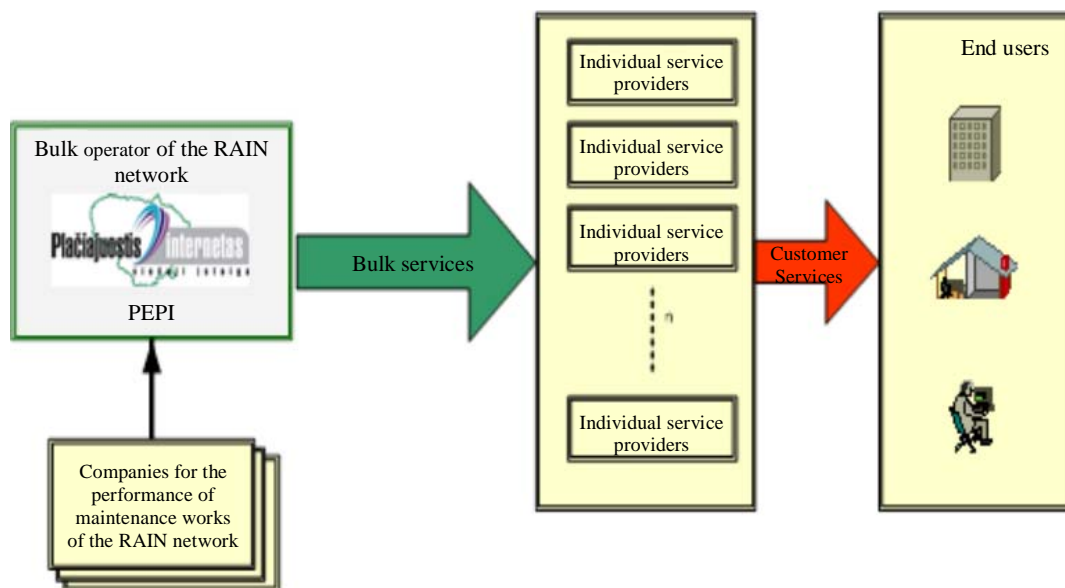 Bulk operator of the RAIN
network
Plačiajuostis
internetas
PEPI
Companies for the
performance of
maintenance works
of the RAIN network
Bulk services
Individual service
providers
Individual service
providers
Individual service
providers
n
Individual service
providers
Customer
Services
End users